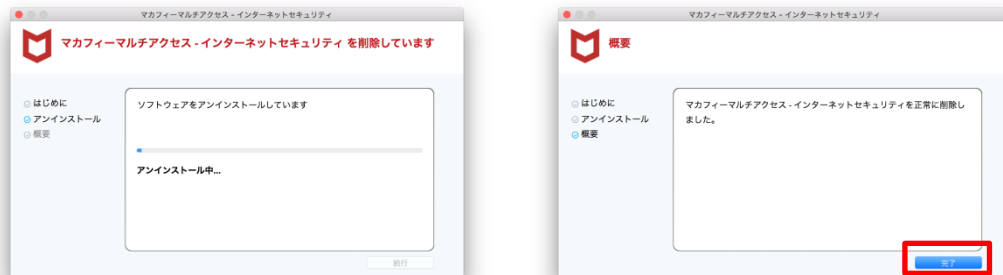 マカフィーマルチアクセス - インターネットセキュリティ
マカフィーマルチアクセス - インターネットセキュリティ を削除しています
はじめに
アンインストール
概要
ソフトウェアをアンインストールしています
アンインストール中...
続行
マカフィーマルチアクセス - インターネットセキュリティ
概要
はじめに
アンインストール
概要
マカフィーマルチアクセス - インターネットセキュリティを正常に削除し
ました。
完了